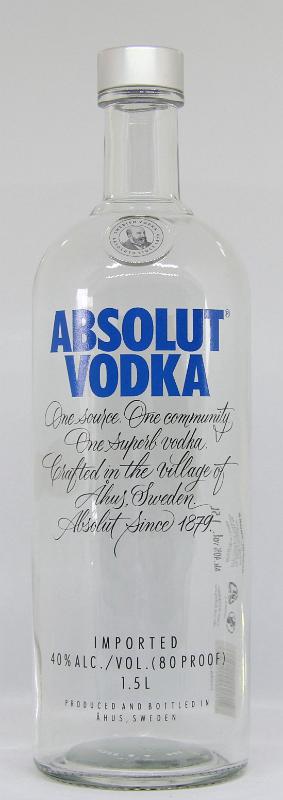 ABSOLUT®
VODKA
One source. One community.
One superb vodka.
Crafted in the village of
Åhus, Sweden.
Absolut Since 1879.
IMPORTED
40% ALC./VOL. (80 PROOF)
1.5 L
PRODUCED AND BOTTLED IN
ÅHUS, SWEDEN